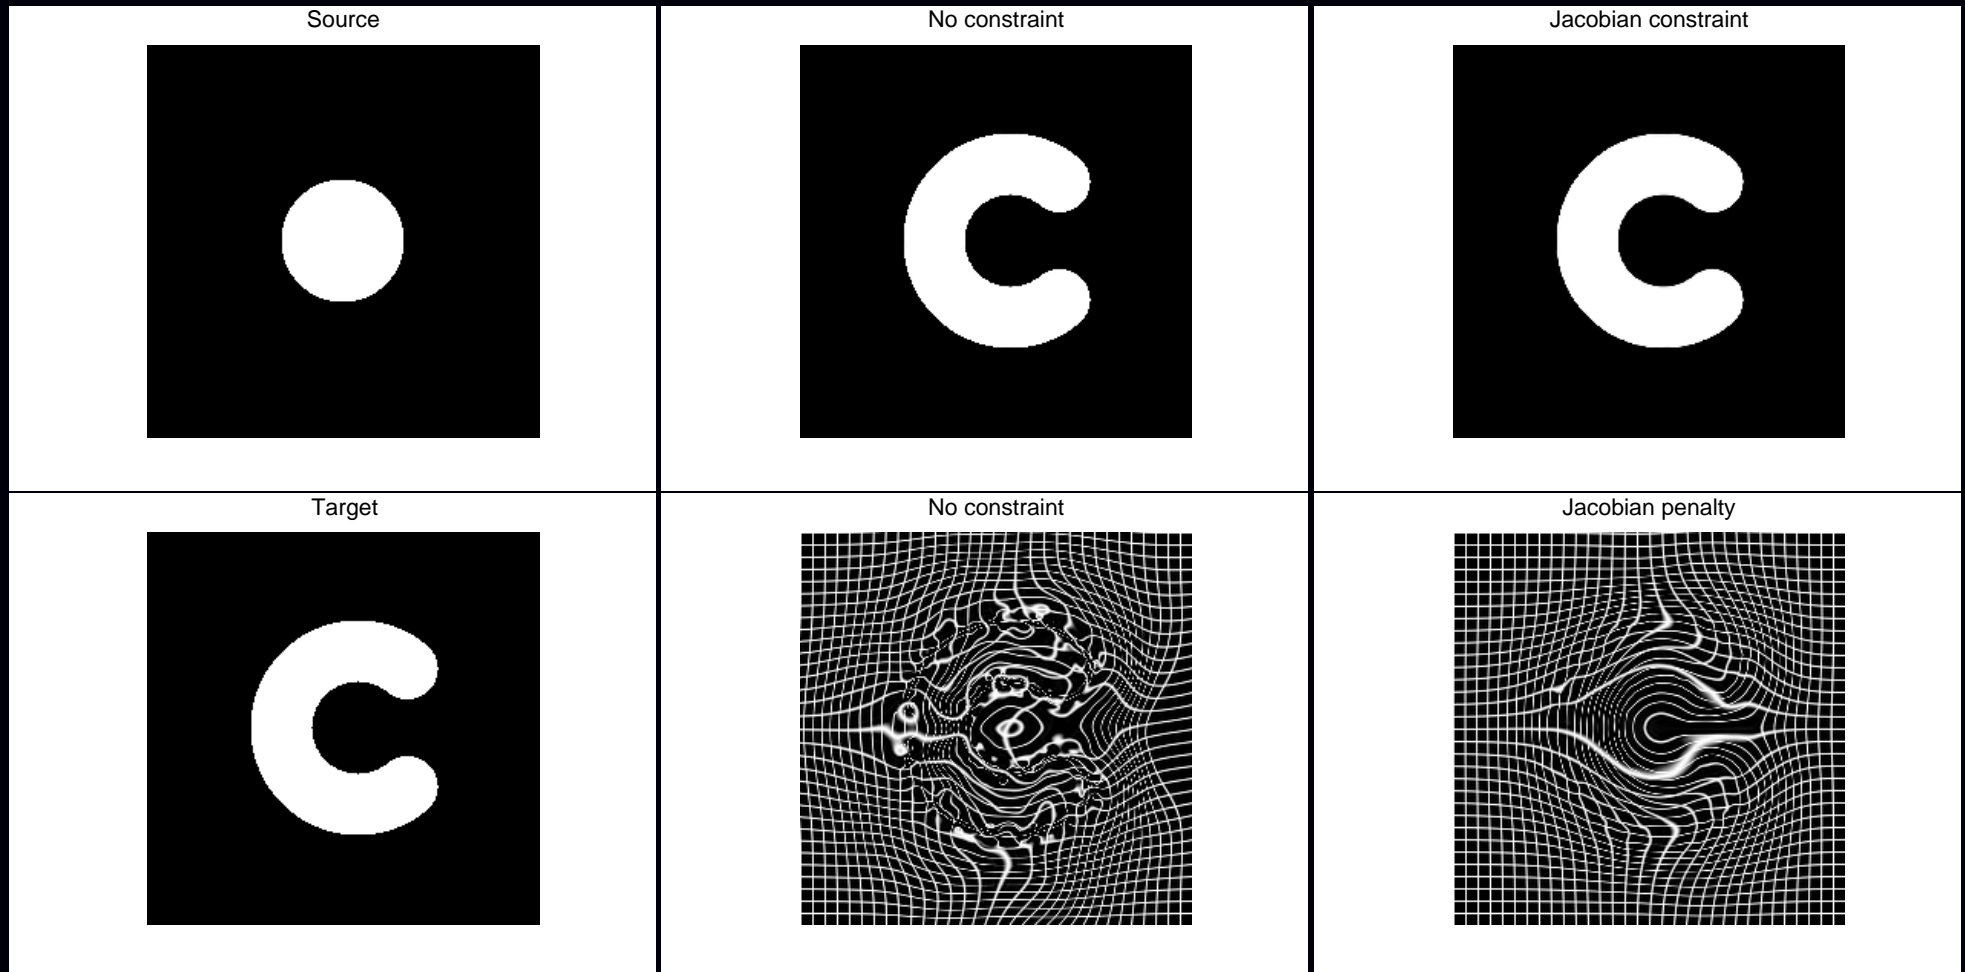 Source
No constraint
Jacobian constraint
Target
No constraint
Jacobian penalty